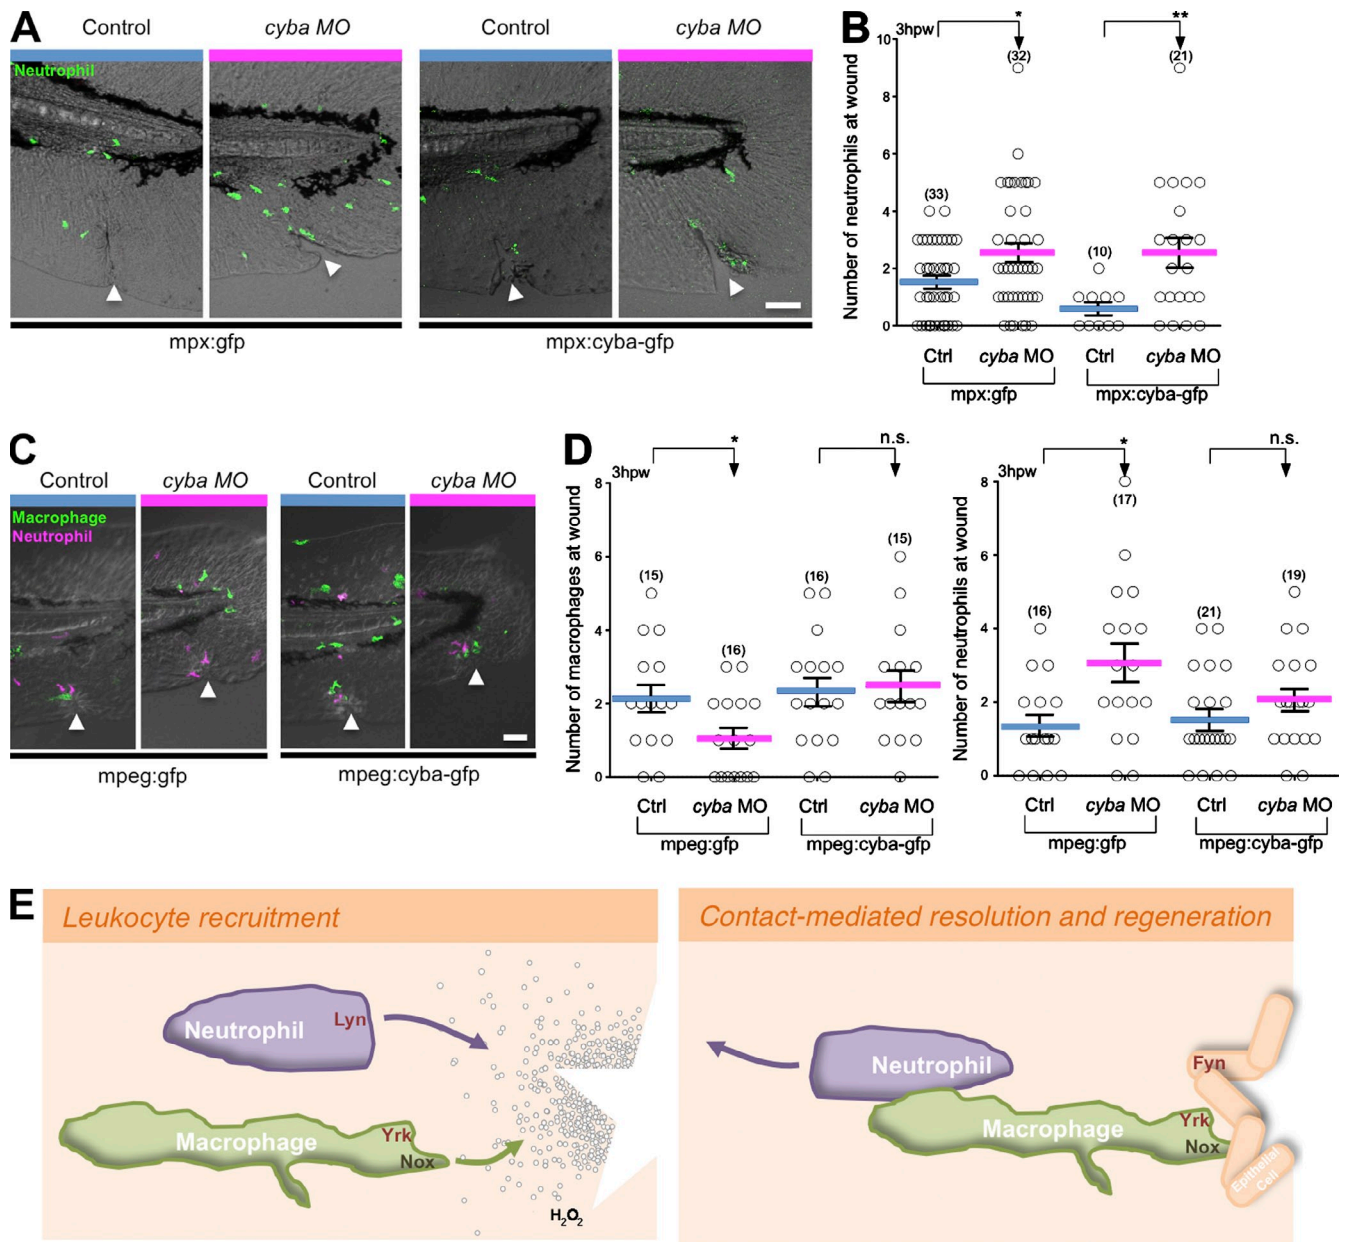 A
Control
cyba MO
Control
cyba MO
Neutrophil
mpx:gfp
mpx:cyba-gfp
B
3hpw
*
**
(32)
(21)
(33)
(10)
Number of neutrophils at wound
10
8
6
4
2
0
Ctrl
cyba MO
Ctrl
cyba MO
mpx:gfp
mpx:cyba-gfp
C
Control
cyba MO
Control
cyba MO
Macrophage
Neutrophil
mpeg:gfp
mpeg:cyba-gfp
D
3hpw
*
n.s.
(15)
(16)
(16)
(15)
Number of macrophages at wound
8
6
4
2
0
Ctrl
cyba MO
Ctrl
cyba MO
mpeg:gfp
mpeg:cyba-gfp
3hpw
*
n.s.
(16)
(17)
(21)
(19)
Number of neutrophils at wound
8
6
4
2
0
Ctrl
cyba MO
Ctrl
cyba MO
mpeg:gfp
mpeg:cyba-gfp
E
Leukocyte recruitment
Neutrophil
Lyn
Macrophage
Yrk
Nox
H₂O₂
Contact-mediated resolution and regeneration
Neutrophil
Macrophage
Yrk
Nox
Fyn
Epithelial
Cell